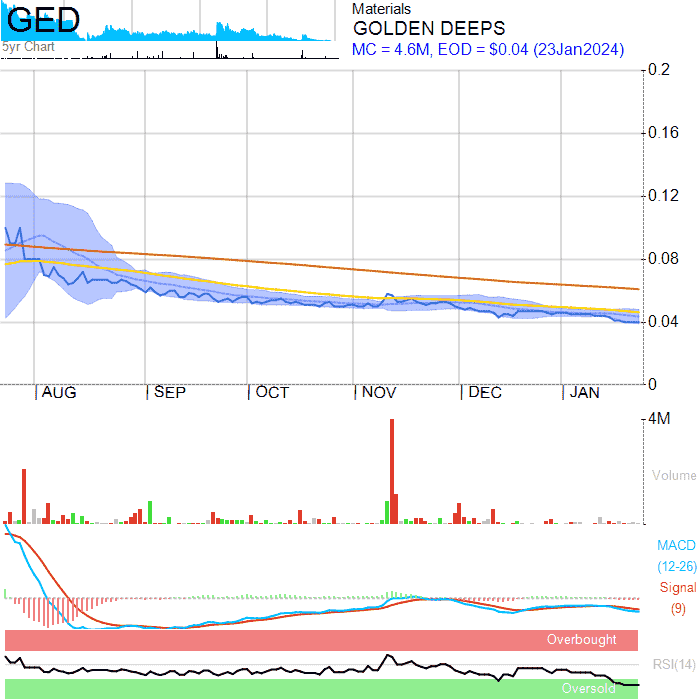 GED
5yr Chart
Materials
GOLDEN DEEPS
MC = 4.6M, EOD = $0.04 (23Jan2024)
0.2
0.16
0.12
0.08
0.04
0
AUG SEP OCT NOV DEC JAN
4M
Volume
MACD
(12-26)
Signal
(9)
Overbought
RSI(14)
Oversold